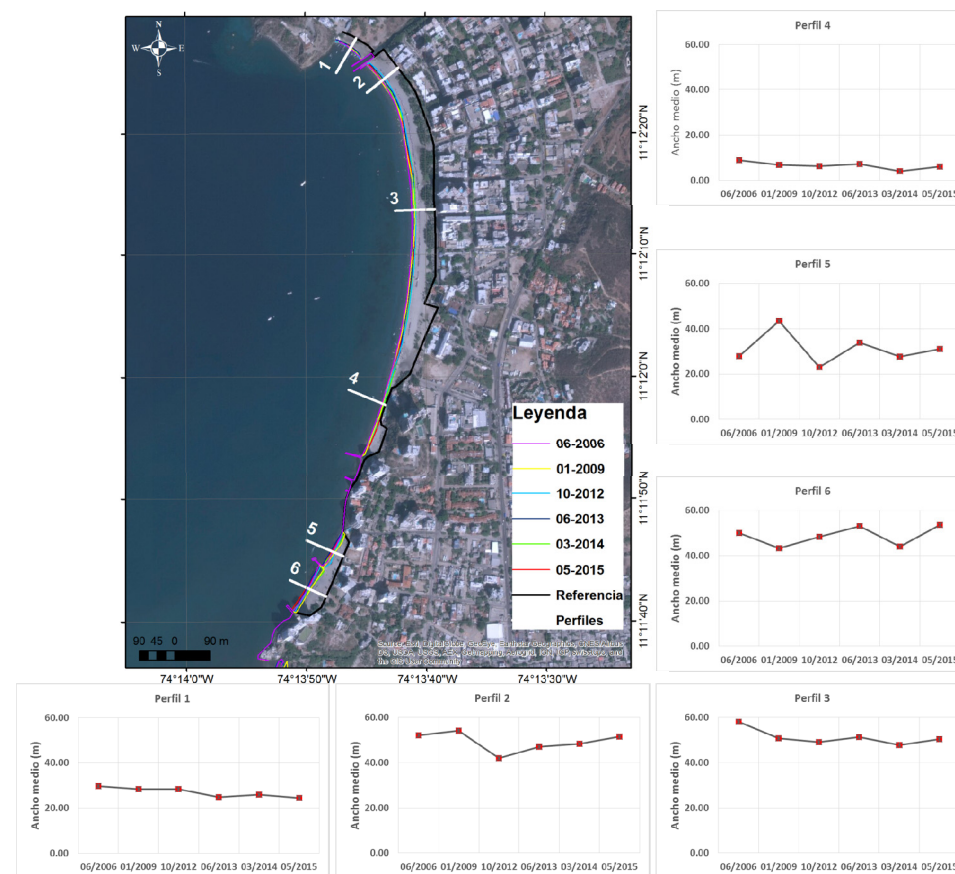 N
W E
S
1
2
3
4
5
6
11°12'20"N
11°12'10"N
11°12'0"N
11°11'50"N
11°11'40"N
74°14'0"W 74°13'50"W 74°13'40"W 74°13'30"W
90 45 0 90 m
Leyenda
06-2006
01-2009
10-2012
06-2013
03-2014
05-2015
Referencia
Perfiles
the GIS User Community
Perfil 4
Ancho medio (m)
60.00
40.00
20.00
0.00
06/2006 01/2009 10/2012 06/2013 03/2014 05/2015
Perfil 5
Ancho medio (m)
60.00
40.00
20.00
0.00
06/2006 01/2009 10/2012 06/2013 03/2014 05/2015
Perfil 6
Ancho medio (m)
60.00
40.00
20.00
0.00
06/2006 01/2009 10/2012 06/2013 03/2014 05/2015
Perfil 1
Ancho medio (m)
60.00
40.00
20.00
0.00
06/2006 01/2009 10/2012 06/2013 03/2014 05/2015
Perfil 2
Ancho medio (m)
60.00
40.00
20.00
0.00
06/2006 01/2009 10/2012 06/2013 03/2014 05/2015
Perfil 3
Ancho medio (m)
60.00
40.00
20.00
0.00
06/2006 01/2009 10/2012 06/2013 03/2014 05/2015